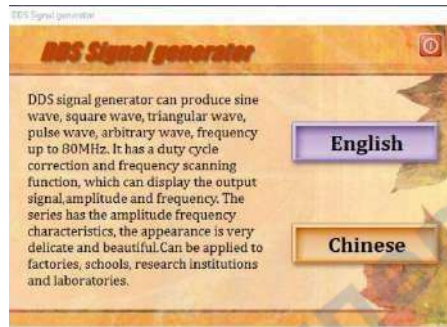 DDS Signal generator
DDS Signal generator
DDS signal generator can produce sine
wave, square wave, triangular wave,
pulse wave, arbitrary wave, frequency
up to 80MHz. It has a duty cycle
correction and frequency scanning
function, which can display the output
signal,amplitude and frequency. The
series has the amplitude frequency
characteristics, the appearance is very
delicate and beautiful.Can be applied to
factories, schools, research institutions
and laboratories.
English
Chinese